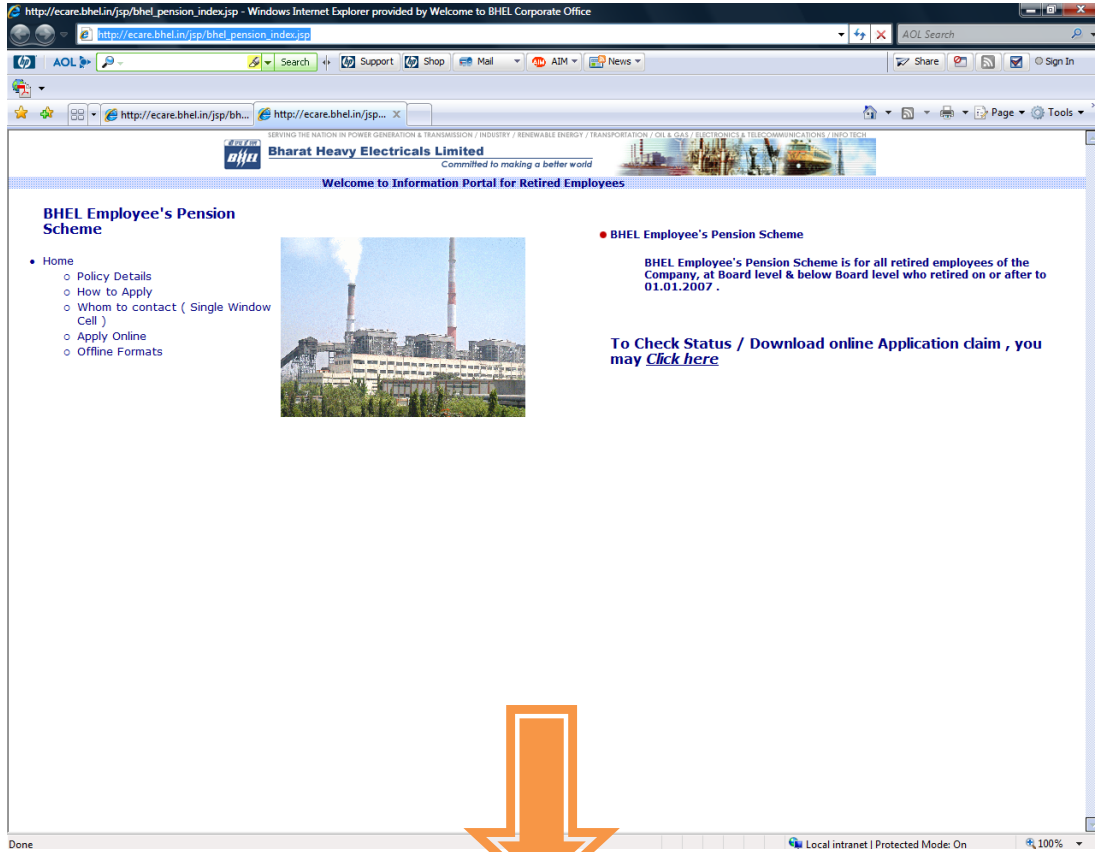 http://ecare.bhel.in/jsp/bhel_pension_index.jsp - Windows Internet Explorer provided by Welcome to BHEL Corporate Office
http://ecare.bhel.in/jsp/bhel_pension_index.jsp
AOL Search
AOL
Search
Support
Shop
Mail
AIM
News
Share
Sign In
http://ecare.bhel.in/jsp/bh...
http://ecare.bhel.in/jsp...
Page
Tools
SERVING THE NATION IN POWER GENERATION & TRANSMISSION / INDUSTRY / RENEWABLE ENERGY / TRANSPORTATION / OIL & GAS / ELECTRONICS & TELECOMMUNICATIONS / INFO TECH
BHEL
Bharat Heavy Electricals Limited
Committed to making a better world
Welcome to Information Portal for Retired Employees
BHEL Employee's Pension
Scheme
• Home
o Policy Details
o How to Apply
o Whom to contact ( Single Window
Cell )
o Apply Online
o Offline Formats
BHEL Employee's Pension Scheme
BHEL Employee's Pension Scheme is for all retired employees of the
Company, at Board level & below Board level who retired on or after to
01.01.2007 .
To Check Status / Download online Application claim , you
may Click here
Done
Local intranet | Protected Mode: On
100%